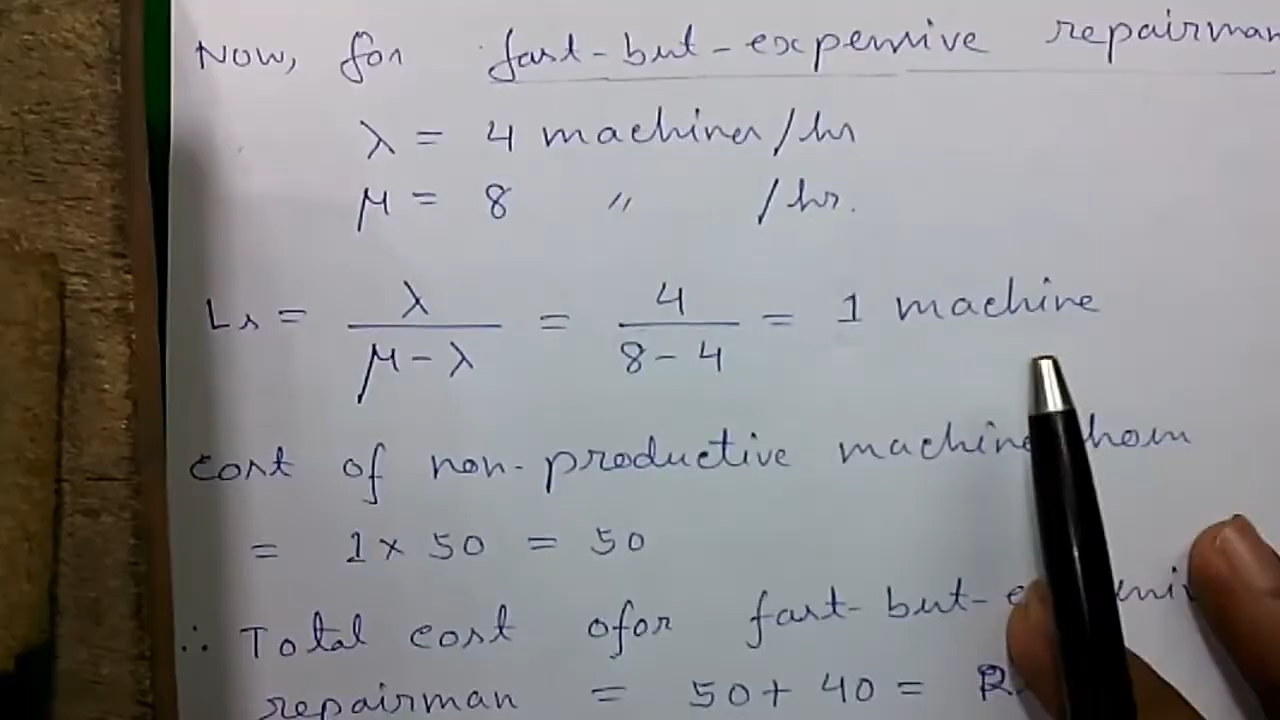 Now, for fast-but-expensive repairman
λ = 4 machines/hr
μ = 8 " /hr.
Ls = λ / μ-λ = 4 / 8-4 = 1 machine
cost of non-productive machine hour
= 1 × 50 = 50
∴ Total cost ofor fast-but-
repairman = 50 + 40 =